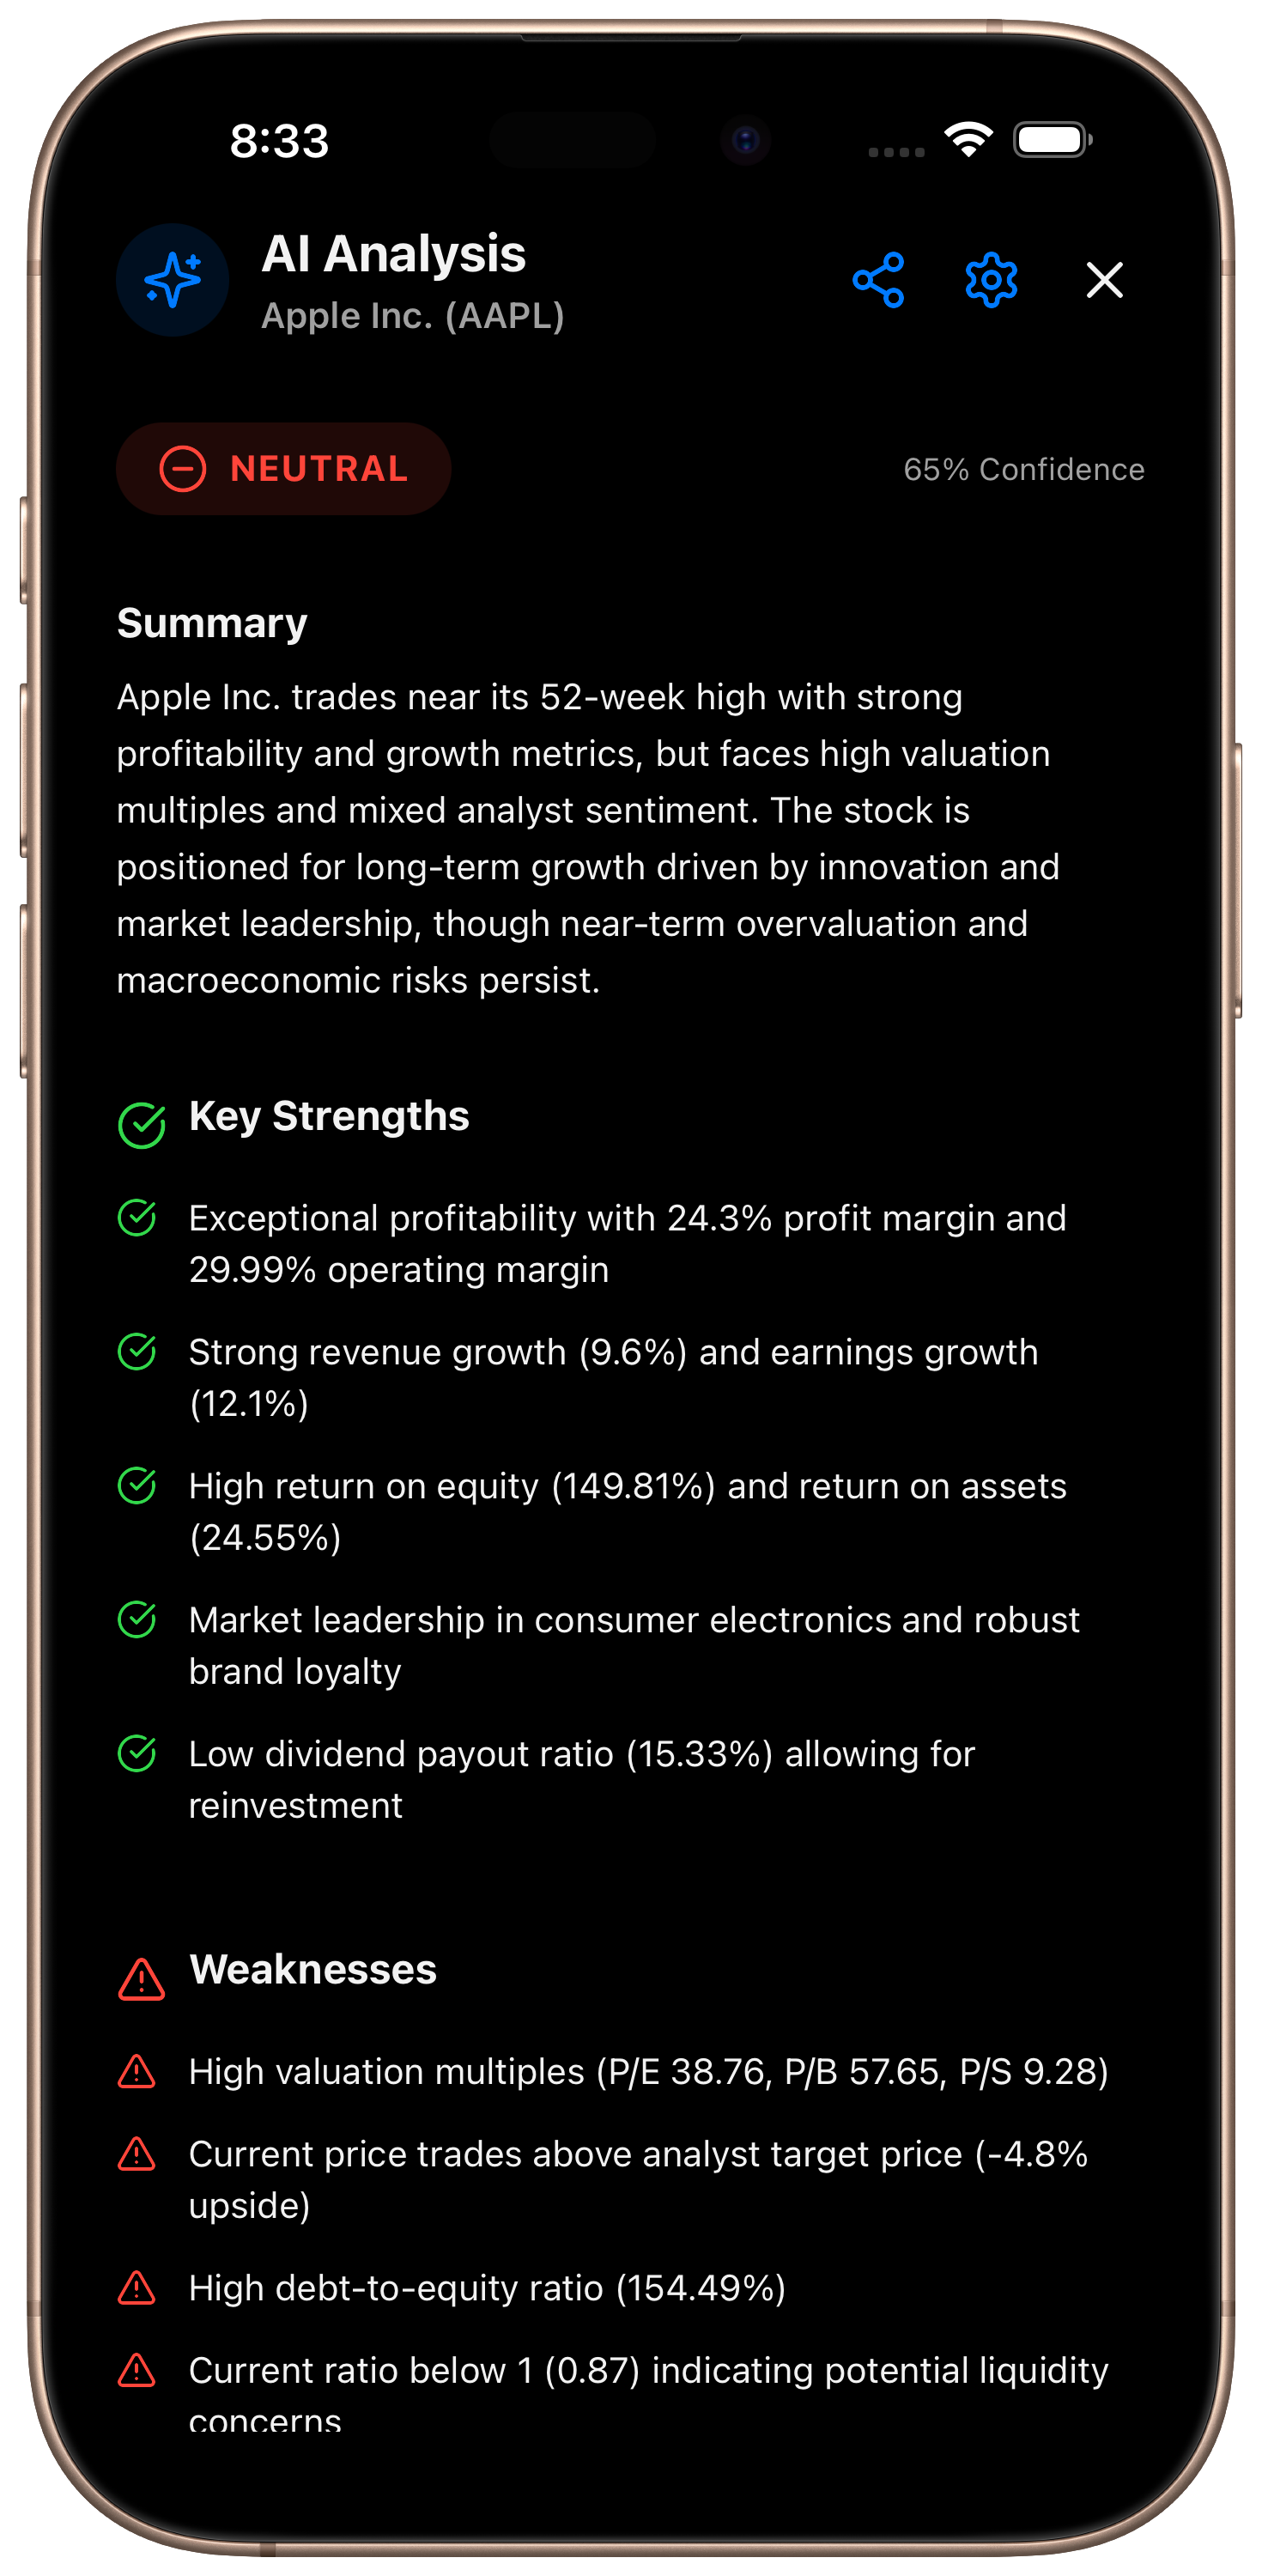 8:33
AI Analysis
Apple Inc. (AAPL)
NEUTRAL
65% Confidence
Summary
Apple Inc. trades near its 52-week high with strong
profitability and growth metrics, but faces high valuation
multiples and mixed analyst sentiment. The stock is
positioned for long-term growth driven by innovation and
market leadership, though near-term overvaluation and
macroeconomic risks persist.
Key Strengths
Exceptional profitability with 24.3% profit margin and
29.99% operating margin
Strong revenue growth (9.6%) and earnings growth
(12.1%)
High return on equity (149.81%) and return on assets
(24.55%)
Market leadership in consumer electronics and robust
brand loyalty
Low dividend payout ratio (15.33%) allowing for
reinvestment
Weaknesses
High valuation multiples (P/E 38.76, P/B 57.65, P/S 9.28)
Current price trades above analyst target price (-4.8%
upside)
High debt-to-equity ratio (154.49%)
Current ratio below 1 (0.87) indicating potential liquidity
concerns